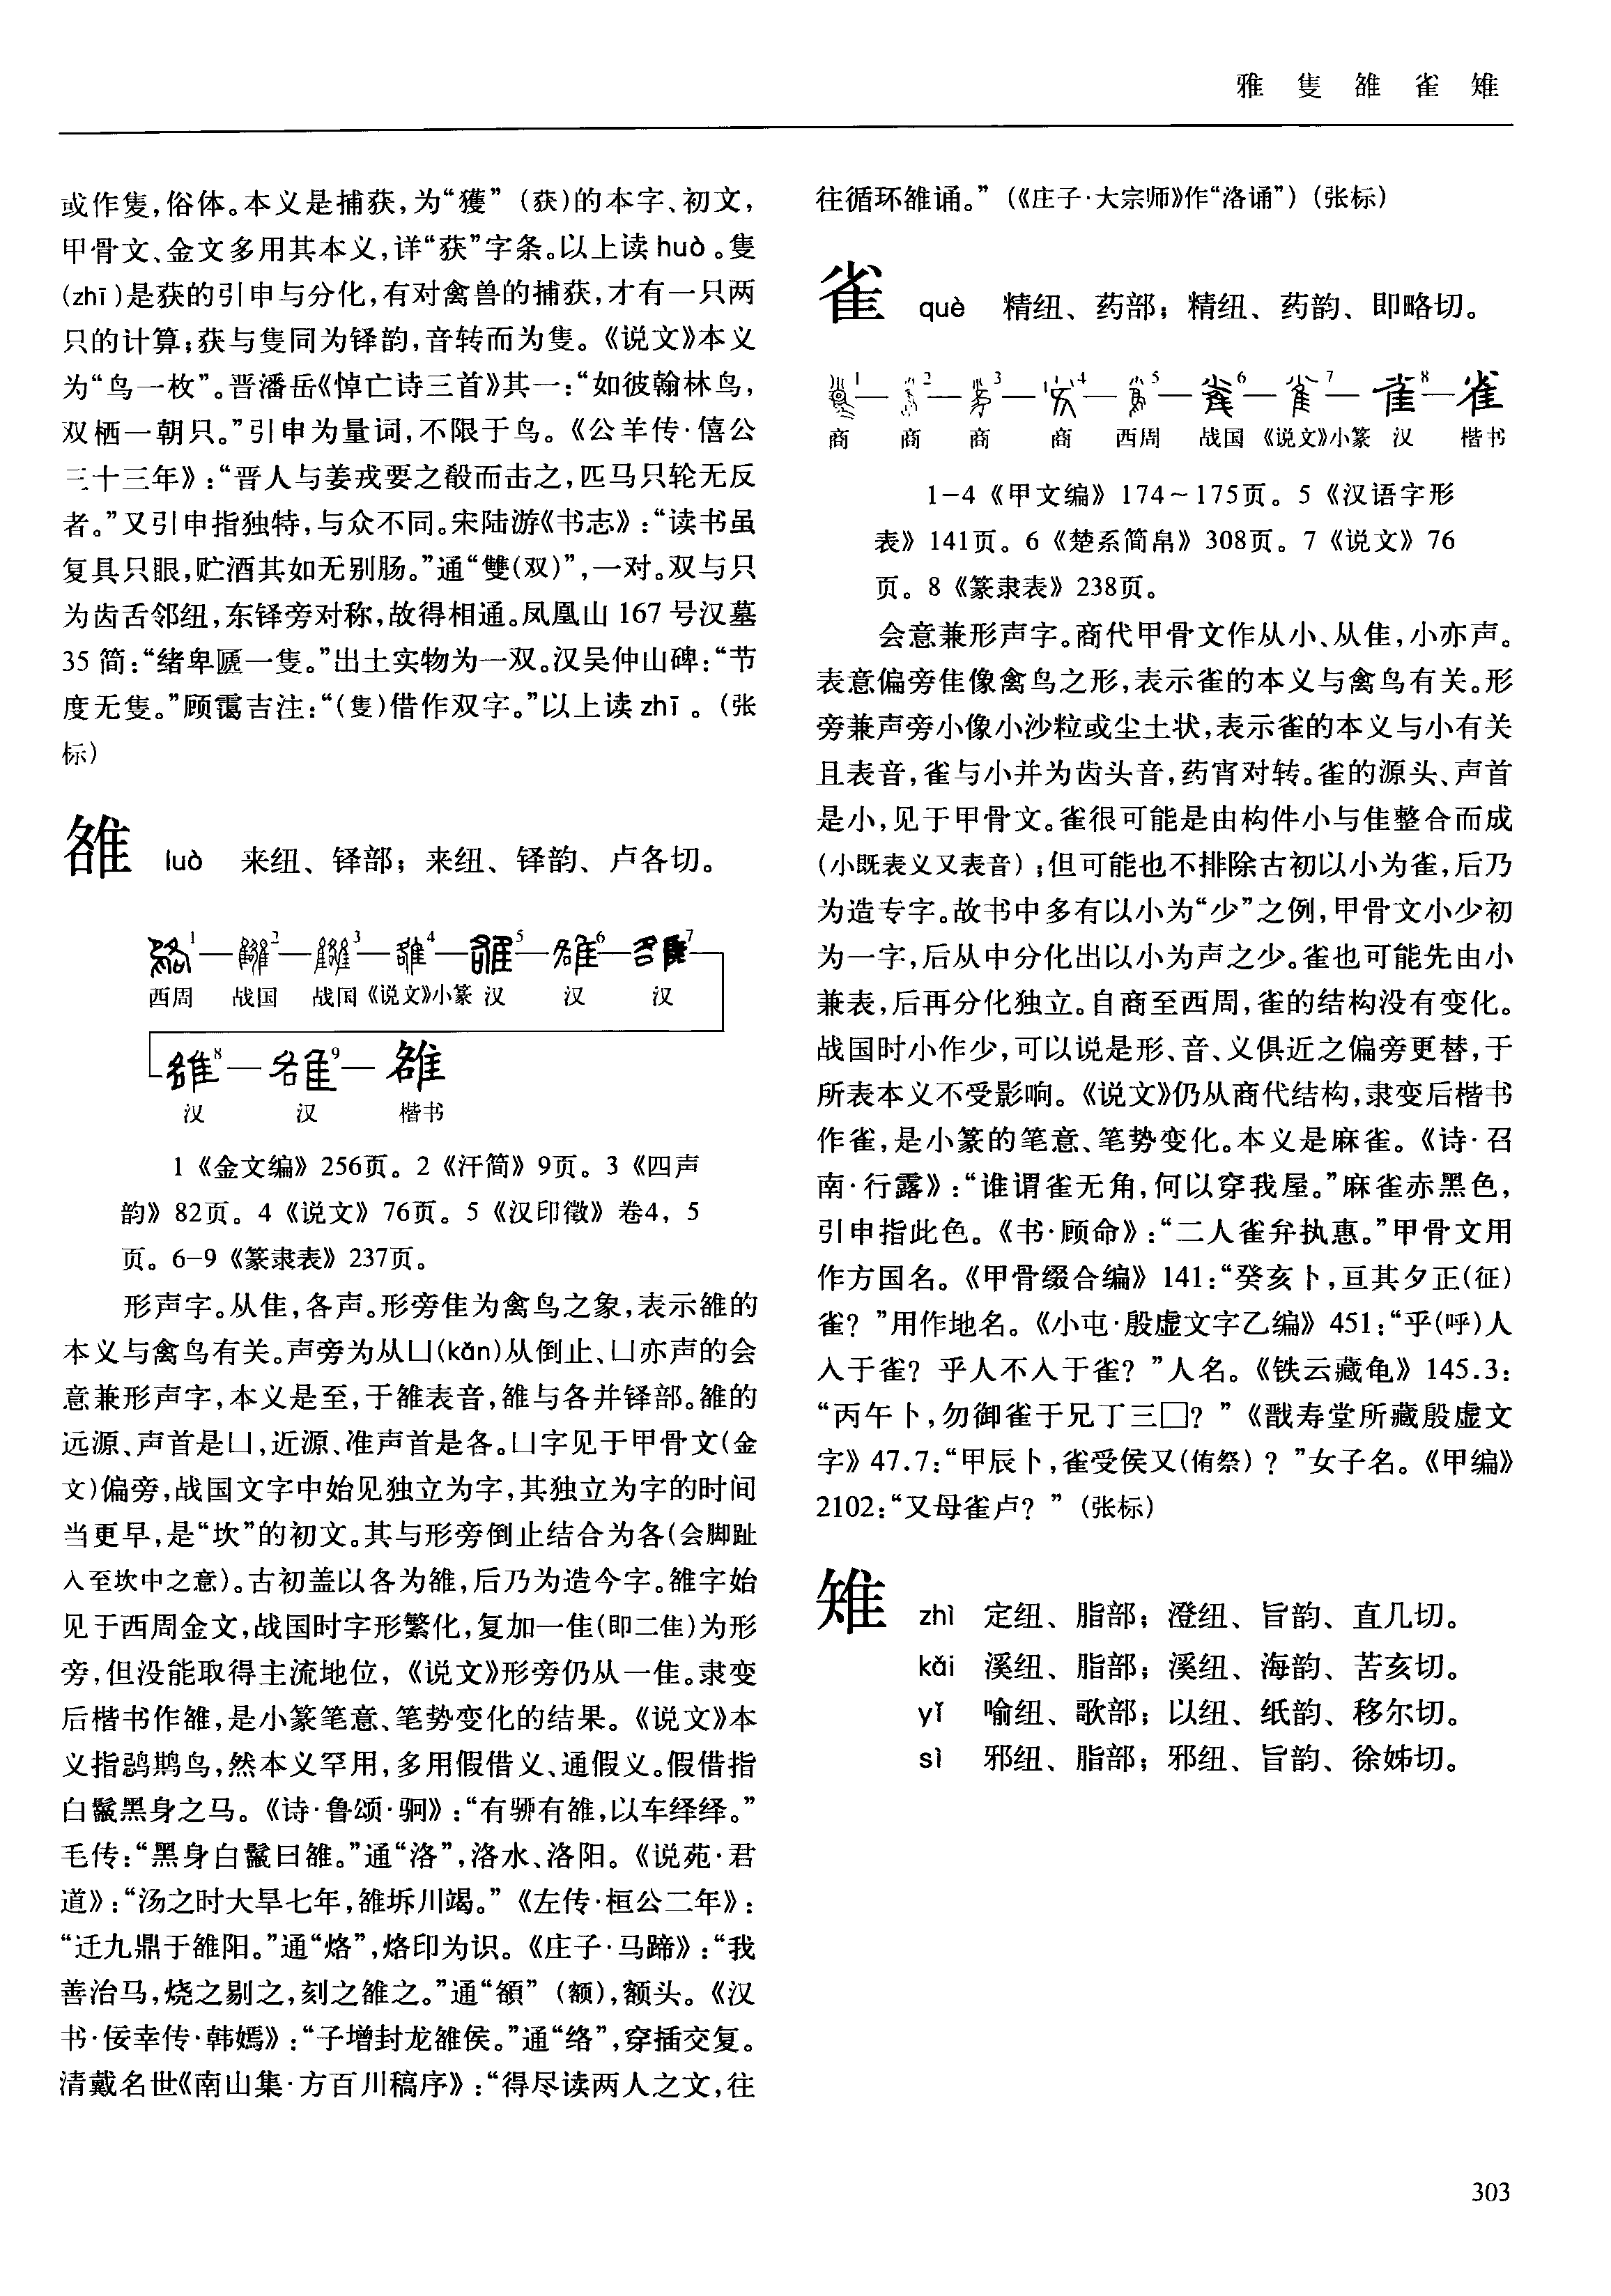 雅 隻 雒 雀 雉
或作隻,俗体。本义是捕获,为“獲”(获)的本字、初文,
甲骨文、金文多用其本义,详“获”字条。以上读 huò 。隻
(zhī)是获的引申与分化,有对禽兽的捕获,才有一只两
只的计算;获与隻同为铎韵,音转而为隻。《说文》本义
为“鸟一枚”。晋潘岳《悼亡诗三首》其一:“如彼翰林鸟,
双栖一朝只。”引申为量词,不限于鸟。《公羊传·僖公
三十三年》:“晋人与姜戎要之殽而击之,匹马只轮无反
者。”又引申指独特,与众不同。宋陆游《书志》:“读书虽
复具只眼,贮酒其如无别肠。”通“雙(双)”,一对。双与只
为齿舌邻纽,东铎旁对称,故得相通。凤凰山 167 号汉墓
35 简:“绪卑匾一隻。”出土实物为一双。汉吴仲山碑:“节
度无隻。”顾霭吉注:“(隻)借作双字。”以上读 zhī 。(张
标)
雒 luò 来纽、铎部;来纽、铎韵、卢各切。
1 — 2 — 3 — 4 — 5 — 6 — 7
西周 战国 战国 《说文》小篆 汉 汉 汉
8 — 9 — 雒
汉 汉 楷书
1《金文编》256页。2《汗简》9页。3《四声
韵》82页。4《说文》76页。5《汉印徵》卷4,5
页。6-9《篆隶表》237页。
形声字。从隹,各声。形旁隹为禽鸟之象,表示雒的
本义与禽鸟有关。声旁为从凵(kǎn)从倒止、凵亦声的会
意兼形声字,本义是至,于雒表音,雒与各并铎部。雒的
远源、声首是凵,近源、准声首是各。凵字见于甲骨文(金
文)偏旁,战国文字中始见独立为字,其独立为字的时间
当更早,是“坎”的初文。其与形旁倒止结合为各(会脚趾
入至坎中之意)。古初盖以各为雒,后乃为造今字。雒字始
见于西周金文,战国时字形繁化,复加一隹(即二隹)为形
旁,但没能取得主流地位,《说文》形旁仍从一隹。隶变
后楷书作雒,是小篆笔意、笔势变化的结果。《说文》本
义指鸱鹠鸟,然本义罕用,多用假借义、通假义。假借指
白鬣黑身之马。《诗·鲁颂·驷》:“有骍有雒,以车绎绎。”
毛传:“黑身白鬣曰雒。”通“洛”,洛水、洛阳。《说苑·君
道》:“汤之时大旱七年,雒坼川竭。”《左传·桓公二年》:
“迁九鼎于雒阳。”通“烙”,烙印为识。《庄子·马蹄》:“我
善治马,烧之剔之,刻之雒之。”通“頟”(额),额头。《汉
书·佞幸传·韩嫣》:“子增封龙雒侯。”通“络”,穿插交复。
清戴名世《南山集·方百川稿序》:“得尽读两人之文,往
往循环雒诵。”(《庄子·大宗师》作“洛诵”)(张标)
雀 què 精纽、药部;精纽、药韵、即略切。
1 — 2 — 3 — 4 — 5 — 6 — 7 — 8 — 雀
商 商 商 商 西周 战国 《说文》小篆 汉 楷书
1-4《甲文编》174~175页。5《汉语字形
表》141页。6《楚系简帛》308页。7《说文》76
页。8《篆隶表》238页。
会意兼形声字。商代甲骨文作从小、从隹,小亦声。
表意偏旁隹像禽鸟之形,表示雀的本义与禽鸟有关。形
旁兼声旁小像小沙粒或尘土状,表示雀的本义与小有关
且表音,雀与小并为齿头音,药宵对转。雀的源头、声首
是小,见于甲骨文。雀很可能是由构件小与隹整合而成
(小既表义又表音);但可能也不排除古初以小为雀,后乃
为造专字。故书中多有以小为“少”之例,甲骨文小少初
为一字,后从中分化出以小为声之少。雀也可能先由小
兼表,后再分化独立。自商至西周,雀的结构没有变化。
战国时小作少,可以说是形、音、义俱近之偏旁更替,于
所表本义不受影响。《说文》仍从商代结构,隶变后楷书
作雀,是小篆的笔意、笔势变化。本义是麻雀。《诗·召
南·行露》:“谁谓雀无角,何以穿我屋。”麻雀赤黑色,
引申指此色。《书·顾命》:“二人雀弁执惠。”甲骨文用
作方国名。《甲骨缀合编》141:“癸亥卜,亘其夕正(征)
雀?”用作地名。《小屯·殷虚文字乙编》451:“乎(呼)人
入于雀?乎人不入于雀?”人名。《铁云藏龟》145.3:
“丙午卜,勿御雀于兄丁三□?”《戬寿堂所藏殷虚文
字》47.7:“甲辰卜,雀受侯又(侑祭)?”女子名。《甲编》
2102:“又母雀卢?”(张标)
雉 zhì 定纽、脂部;澄纽、旨韵、直几切。
kǎi 溪纽、脂部;溪纽、海韵、苦亥切。
yǐ 喻纽、歌部;以纽、纸韵、移尔切。
sì 邪纽、脂部;邪纽、旨韵、徐姊切。
303